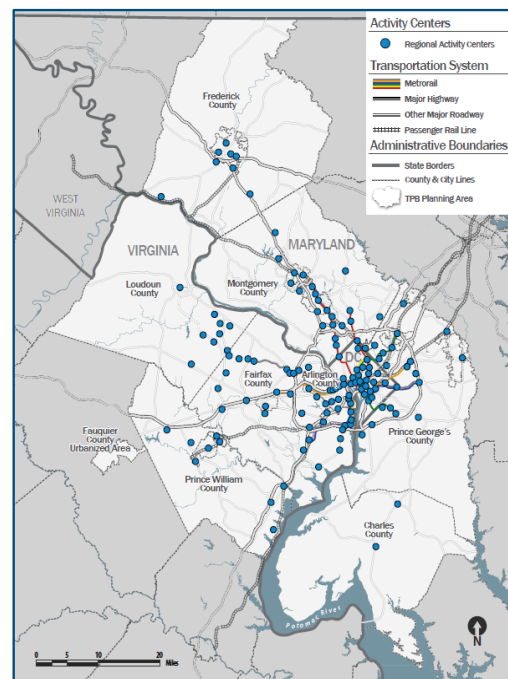 Activity Centers
Regional Activity Centers
Transportation System
Metrorail
Major Highway
Other Major Roadway
Passenger Rail Line
Administrative Boundaries
State Borders
County & City Lines
TPB Planning Area
Frederick
County
WEST
VIRGINIA
VIRGINIA
MARYLAND
Loudoun
County
Montgomery
County
DC
Fairfax
County
Arlington
County
Prince George's
County
Fauquier
County
Urbanized Area
Prince William
County
Charles
County
Potomac River
0 5 10 20
Miles
N